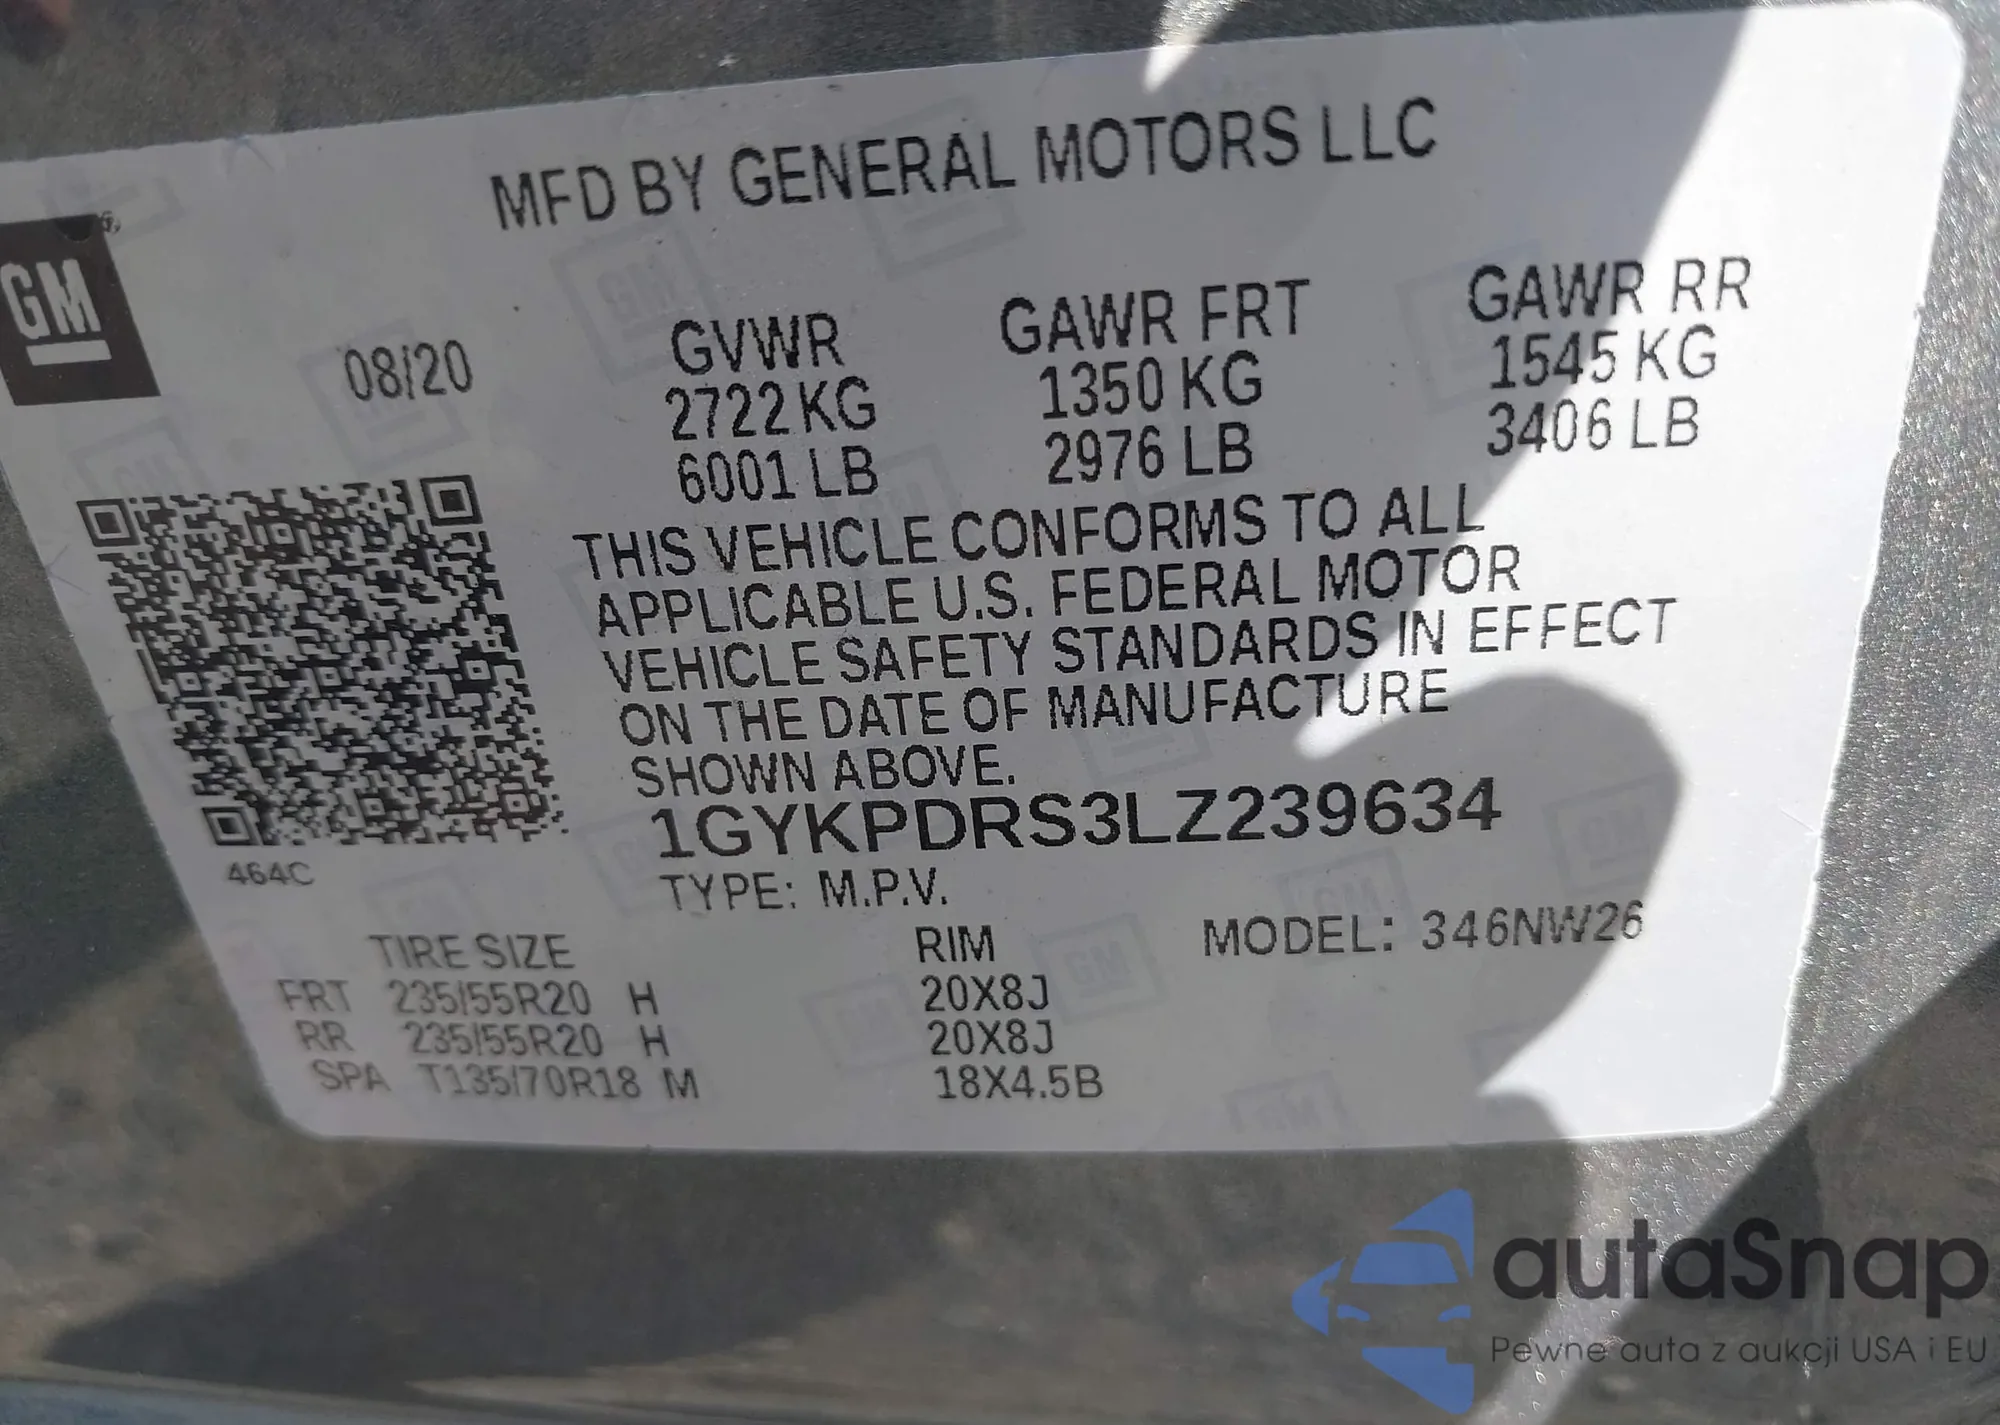 MFD BY GENERAL MOTORS LLC
GM
08/20
GVWR GAWR FRT GAWR RR
2722 KG 1350 KG 1545 KG
6001 LB 2976 LB 3406 LB
THIS VEHICLE CONFORMS TO ALL
APPLICABLE U.S. FEDERAL MOTOR
VEHICLE SAFETY STANDARDS IN EFFECT
ON THE DATE OF MANUFACTURE
SHOWN ABOVE.
1GYKPDRS3LZ239634
464C
TYPE: M.P.V.
TIRE SIZE RIM MODEL: 346NW26
FRT 235/55R20 H 20X8J
RR 235/55R20 H 20X8J
SPA T135/70R18 M 18X4.5B
autaSnap
Pewne auta z aukcji USA i EU